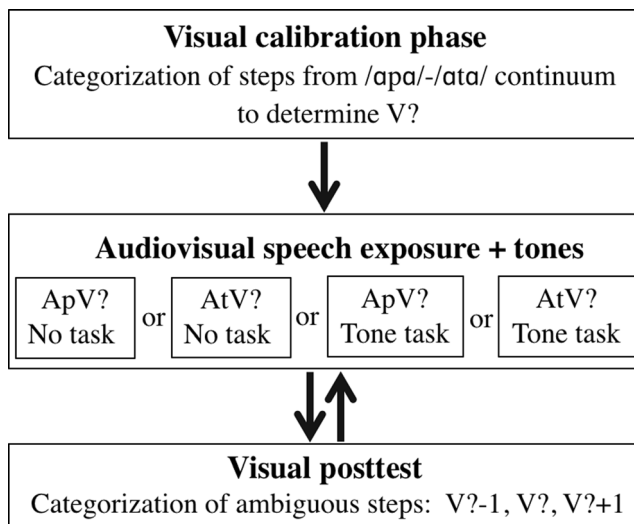 Visual calibration phase
Categorization of steps from /ɑpɑ/-/ɑtɑ/ continuum
to determine V?
Audiovisual speech exposure + tones
ApV? or AtV? or ApV? or AtV?
No task No task Tone task Tone task
Visual posttest
Categorization of ambiguous steps: V?-1, V?, V?+1